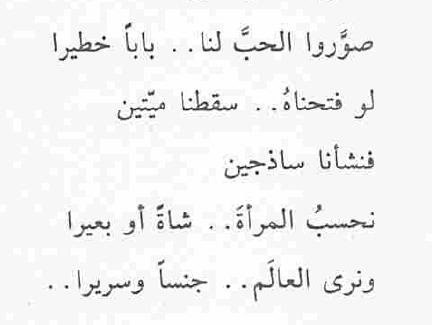 صوَّروا الحبَّ لنا.. باباً خطيرا
لو فتحناهُ.. سقطنا ميّتين
فنشأنا ساذجين
نحسبُ المرأةَ.. شاةً أو بعيرا
ونرى العالَم.. جنساً وسريرا..